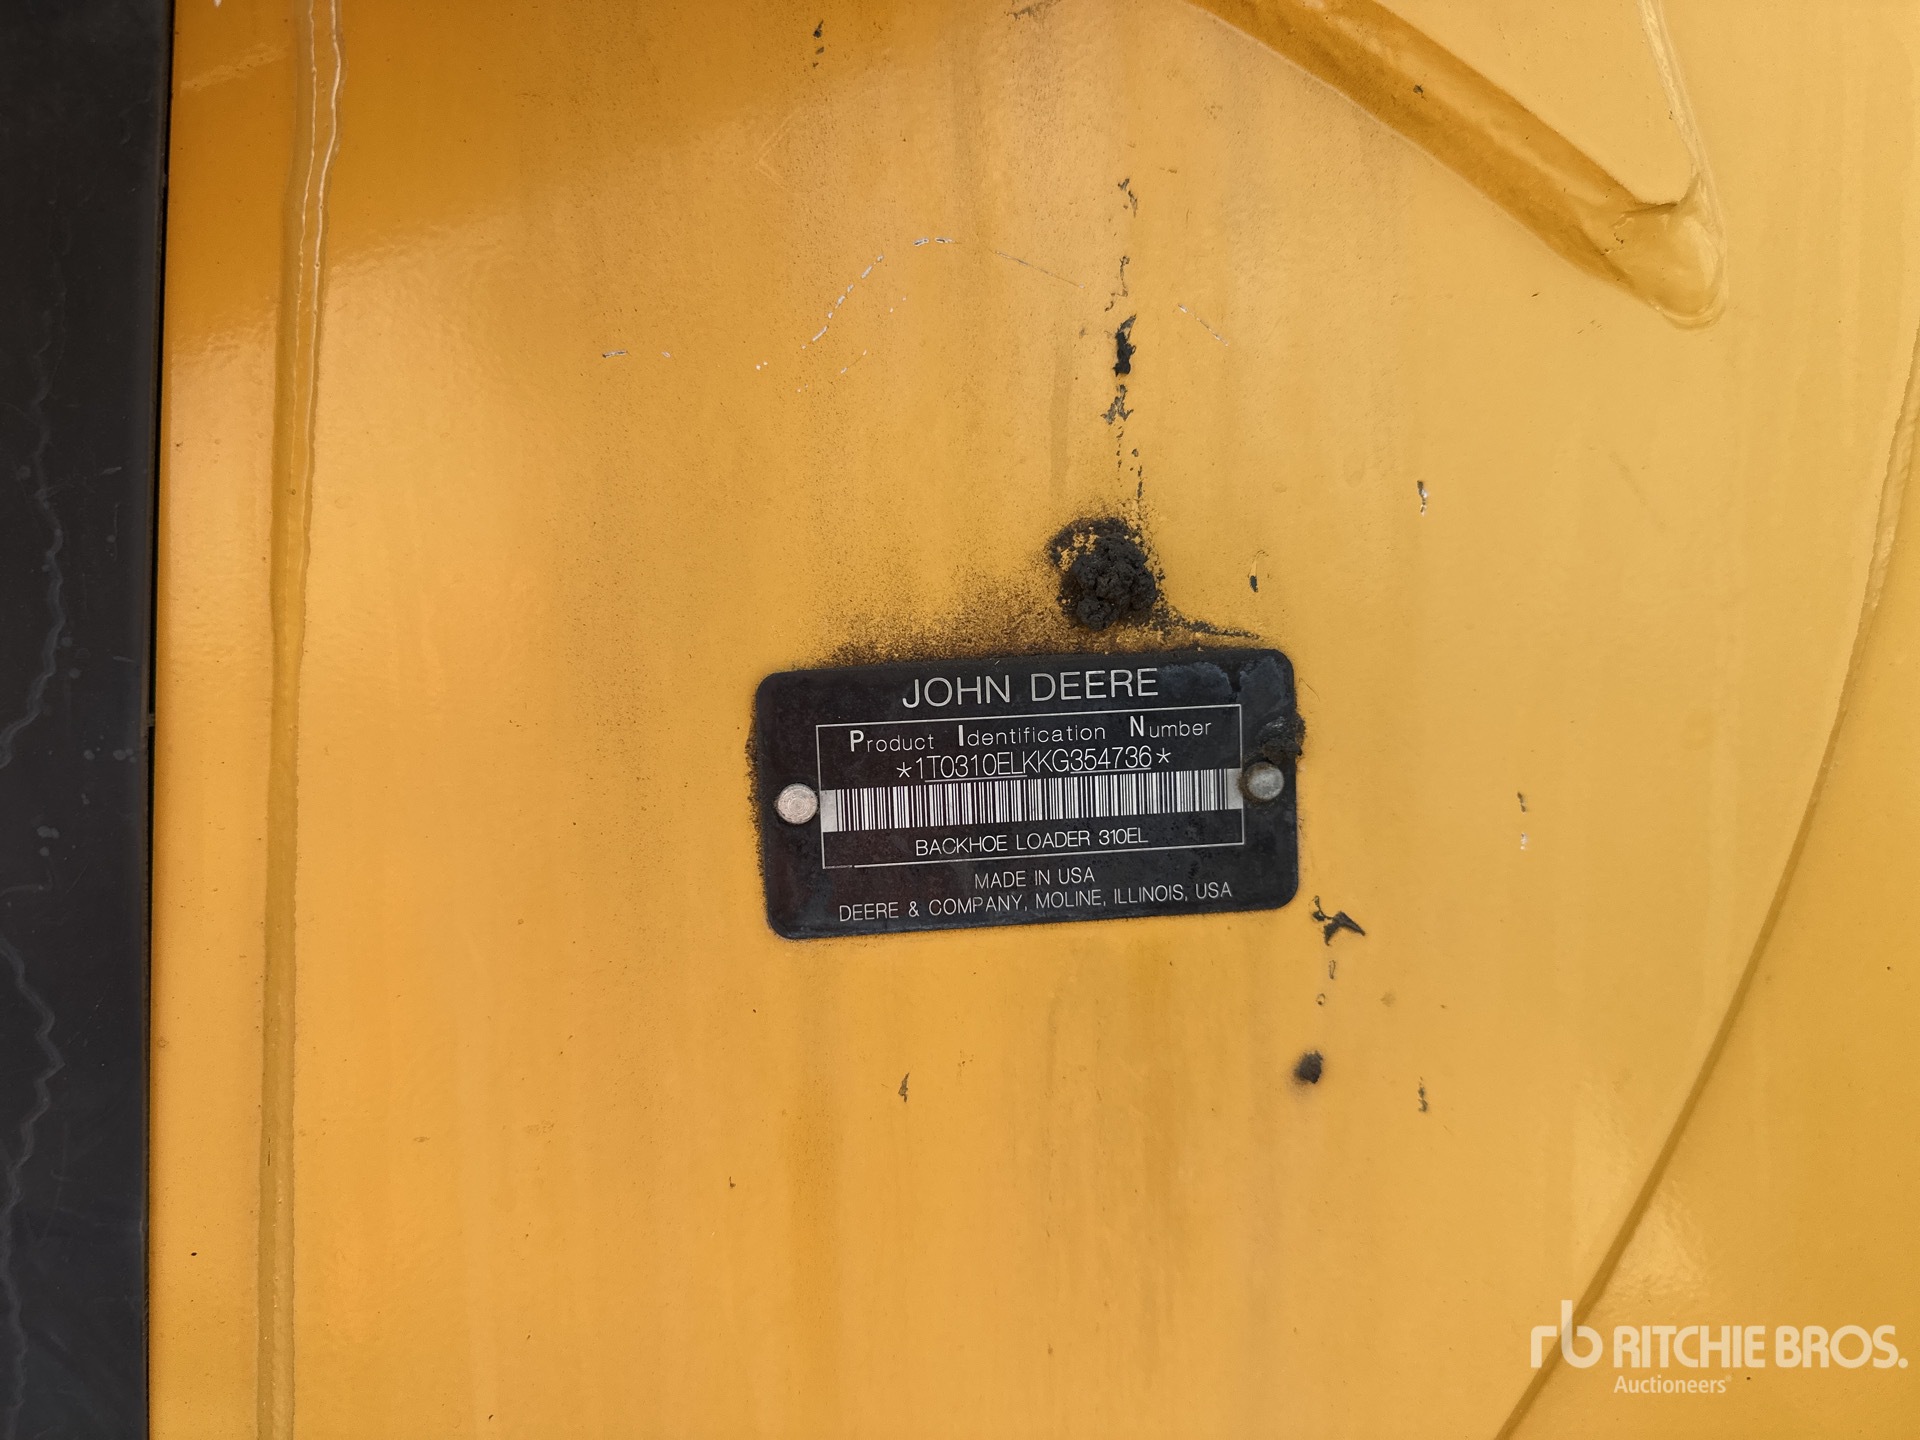 JOHN DEERE
Product Identification Number
*1T0310ELKKG354736*
BACKHOE LOADER 310EL
MADE IN USA
DEERE & COMPANY, MOLINE, ILLINOIS, USA
rb RITCHIE BROS.
Auctioneers